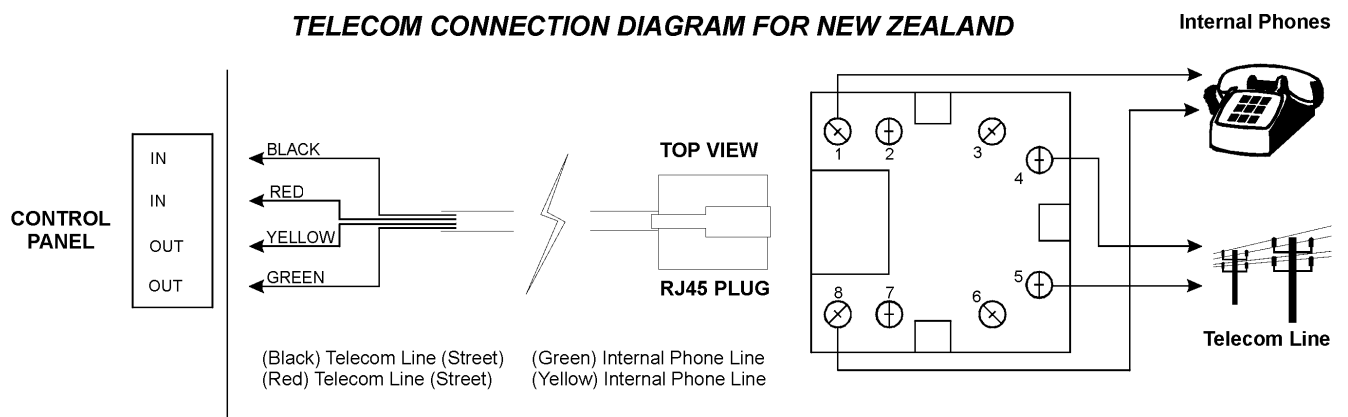 TELECOM CONNECTION DIAGRAM FOR NEW ZEALAND
Internal Phones
CONTROL
PANEL
IN
IN
OUT
OUT
BLACK
RED
YELLOW
GREEN
TOP VIEW
RJ45 PLUG
1
2
3
4
5
8
7
6
Telecom Line
(Black) Telecom Line (Street)
(Red) Telecom Line (Street)
(Green) Internal Phone Line
(Yellow) Internal Phone Line